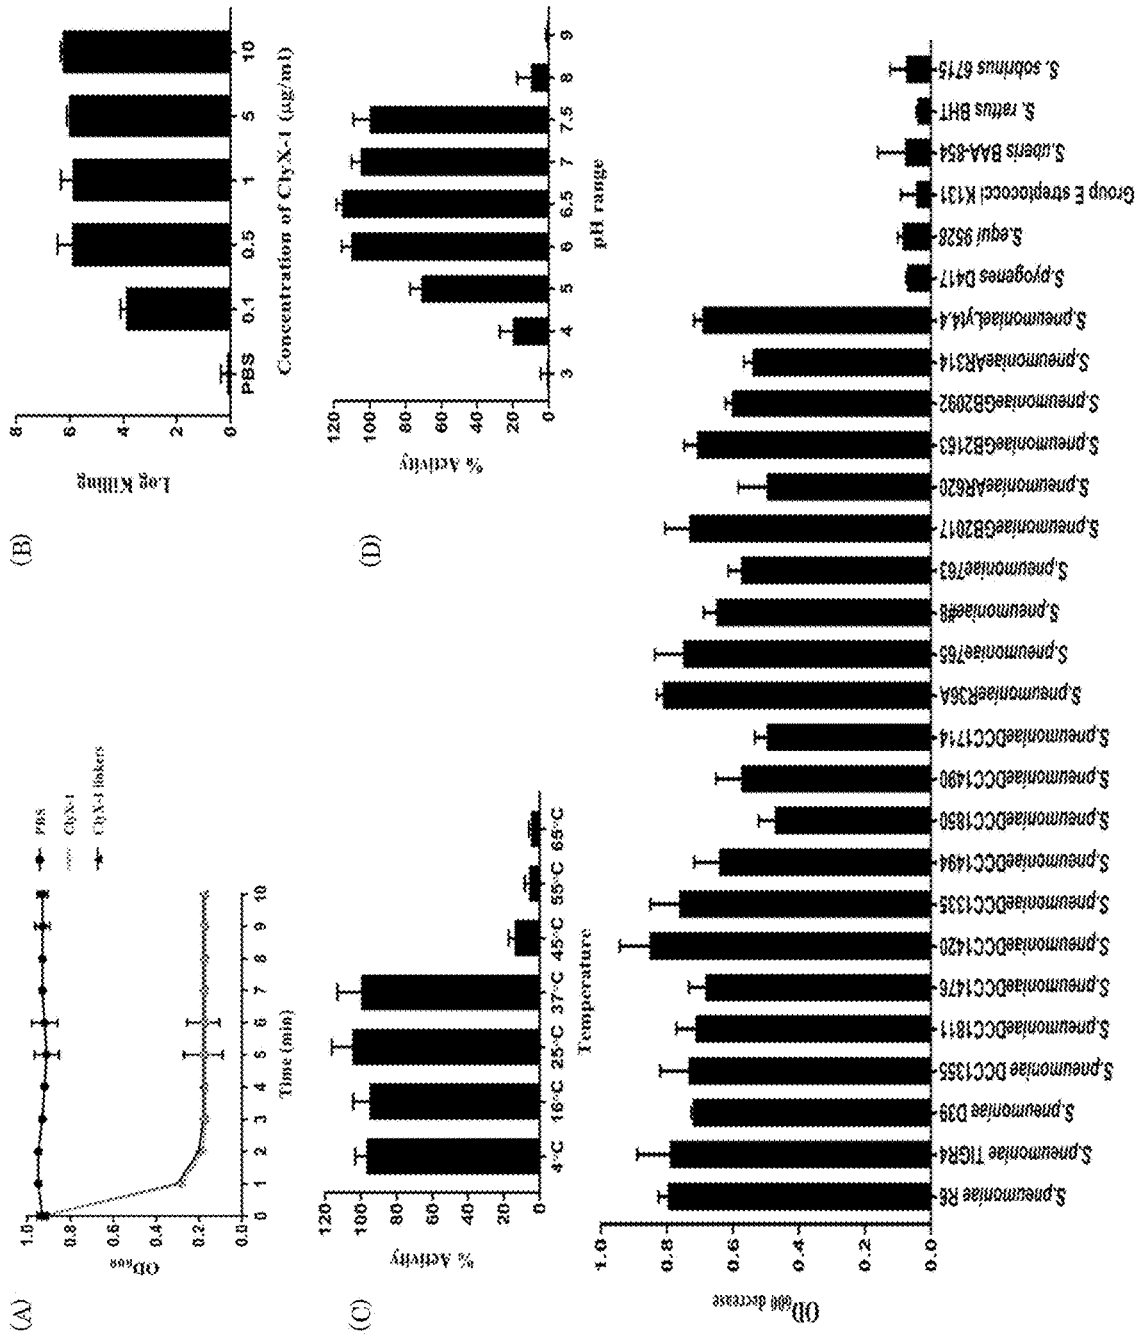 (A)
OD600
1.0
0.8
0.6
0.4
0.2
0.0
0 1 2 3 4 5 6 7 8 9 10
Time (min)
PBS
ClyX-1
ClyX-1 linkers
(B)
Log Killing
8
6
4
2
0
PBS 0.1 0.5 1 5 10
Concentration of ClyX-1 (µg/ml)
(C)
% Activity
120
100
80
60
40
20
0
4°C 16°C 25°C 37°C 45°C 55°C 65°C
Temperature
(D)
% Activity
120
100
80
60
40
20
0
3 4 5 6 6.5 7 7.5 8 9
pH range
OD600 decrease
1.0
0.8
0.6
0.4
0.2
0.0
S.pneumoniae R6
S.pneumoniae TIGR4
S.pneumoniae D39
S.pneumoniae DCC1355
S.pneumoniaeDCC1811
S.pneumoniaeDCC1476
S.pneumoniaeDCC1420
S.pneumoniaeDCC1335
S.pneumoniaeDCC1494
S.pneumoniaeDCC1850
S.pneumoniaeDCC1490
S.pneumoniaeDCC1714
S.pneumoniaeR36A
S.pneumoniae765
S.pneumoniae#8
S.pneumoniae763
S.pneumoniaeGB2017
S.pneumoniaeAR620
S.pneumoniaeGB2163
S.pneumoniaeGB2092
S.pneumoniaeAR314
S.pneumoniaeLyt4.4
S.pyogenes D417
S.equi 9528
Group E streptococci K131
S.uberis BAA-854
S. rattus BHT
S. sobrinus 6715